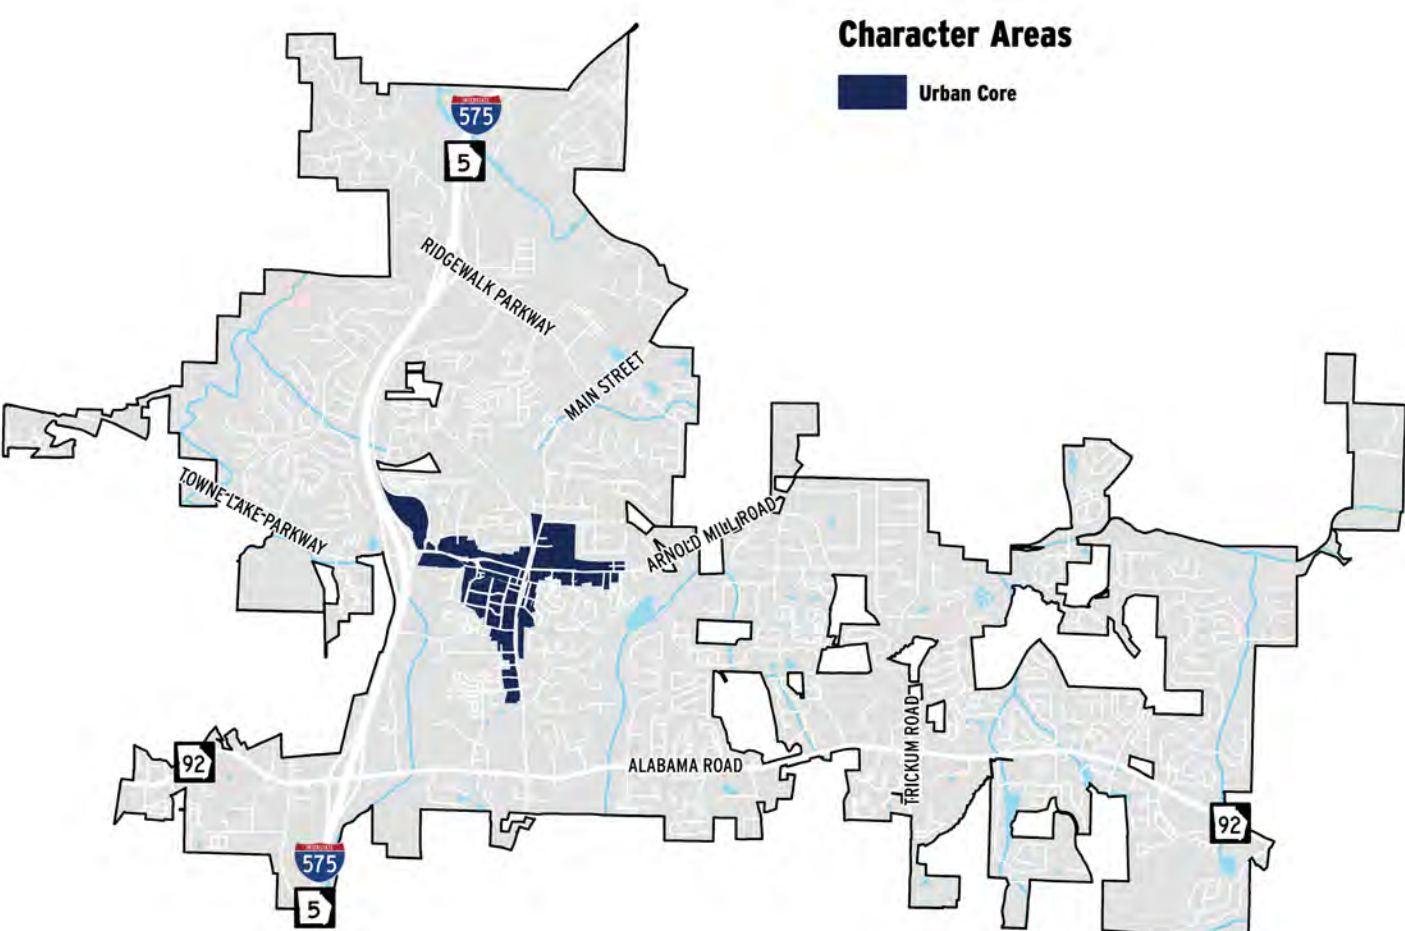 Character Areas
Urban Core
INTERSTATE
575
5
RIDGEWALK PARKWAY
MAIN STREET
TOWNE LAKE PARKWAY
ARNOLD MILL ROAD
TRICKUM ROAD
92
ALABAMA ROAD
92
INTERSTATE
575
5